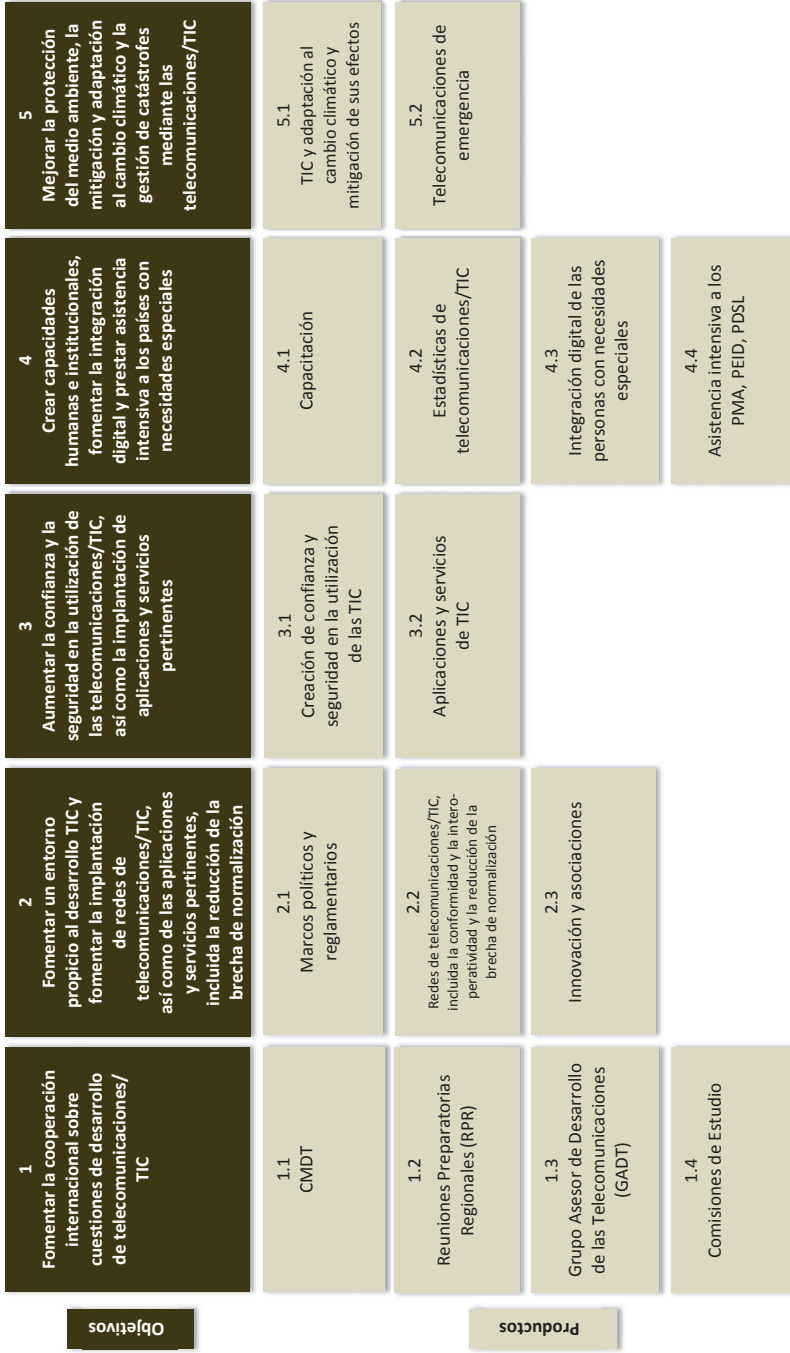 Objetivos
1
Fomentar la cooperación
internacional sobre
cuestiones de desarrollo
de telecomunicaciones/
TIC
2
Fomentar un entorno
propicio al desarrollo TIC y
fomentar la implantación
de redes de
telecomunicaciones/TIC,
así como de las aplicaciones
y servicios pertinentes,
incluida la reducción de la
brecha de normalización
3
Aumentar la confianza y la
seguridad en la utilización de
las telecomunicaciones/TIC,
así como la implantación de
aplicaciones y servicios
pertinentes
4
Crear capacidades
humanas e institucionales,
fomentar la integración
digital y prestar asistencia
intensiva a los países con
necesidades especiales
5
Mejorar la protección
del medio ambiente, la
mitigación y adaptación
al cambio climático y la
gestión de catástrofes
mediante las
telecomunicaciones/TIC
Productos
1.1
CMDT
2.1
Marcos políticos y
reglamentarios
3.1
Creación de confianza y
seguridad en la utilización
de las TIC
4.1
Capacitación
5.1
TIC y adaptación al
cambio climático y
mitigación de sus efectos
1.2
Reuniones Preparatorias
Regionales (RPR)
2.2
Redes de telecomunicaciones/TIC,
incluida la conformidad y la intero-
peratividad y la reducción de la
brecha de normalización
3.2
Aplicaciones y servicios
de TIC
4.2
Estadísticas de
telecomunicaciones/TIC
5.2
Telecomunicaciones de
emergencia
1.3
Grupo Asesor de Desarrollo
de las Telecomunicaciones
(GADT)
2.3
Innovación y asociaciones
4.3
Integración digital de las
personas con necesidades
especiales
1.4
Comisiones de Estudio
4.4
Asistencia intensiva a los
PMA, PEID, PDSL